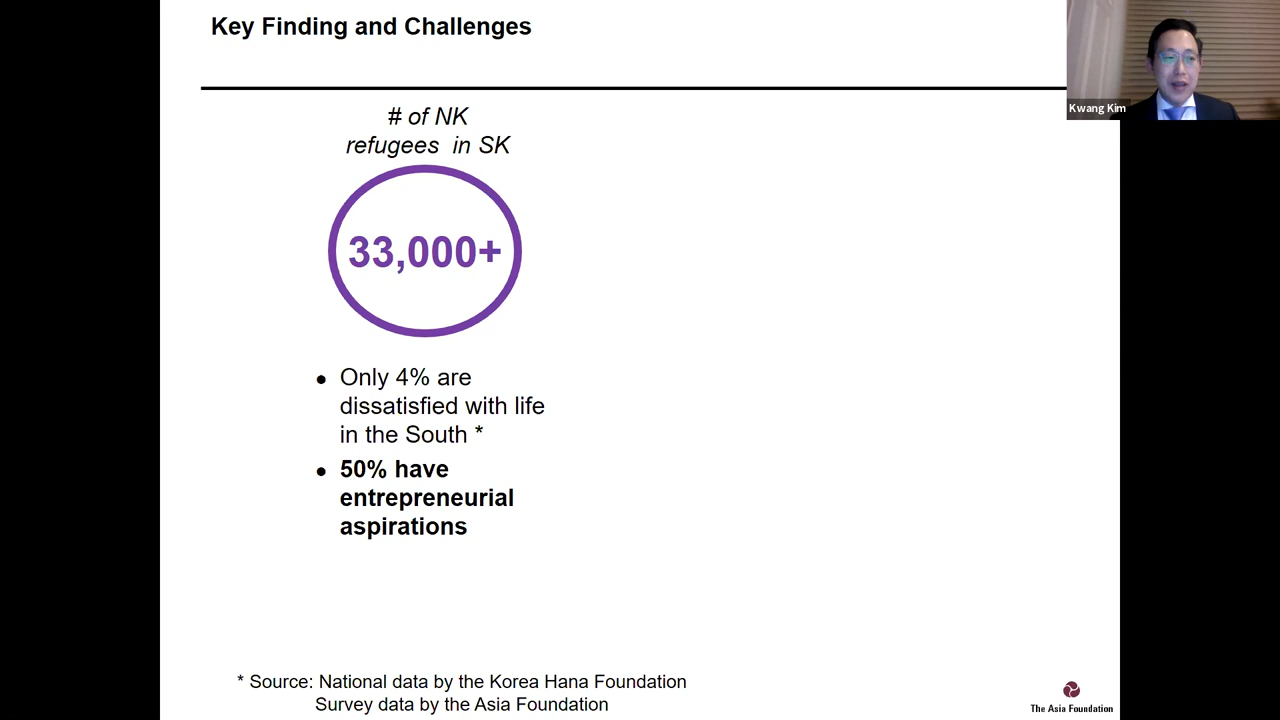 Key Finding and Challenges
Kwang Kim
# of NK
refugees in SK
33,000+
● Only 4% are
dissatisfied with life
in the South *
● 50% have
entrepreneurial
aspirations
* Source: National data by the Korea Hana Foundation
Survey data by the Asia Foundation
The Asia Foundation